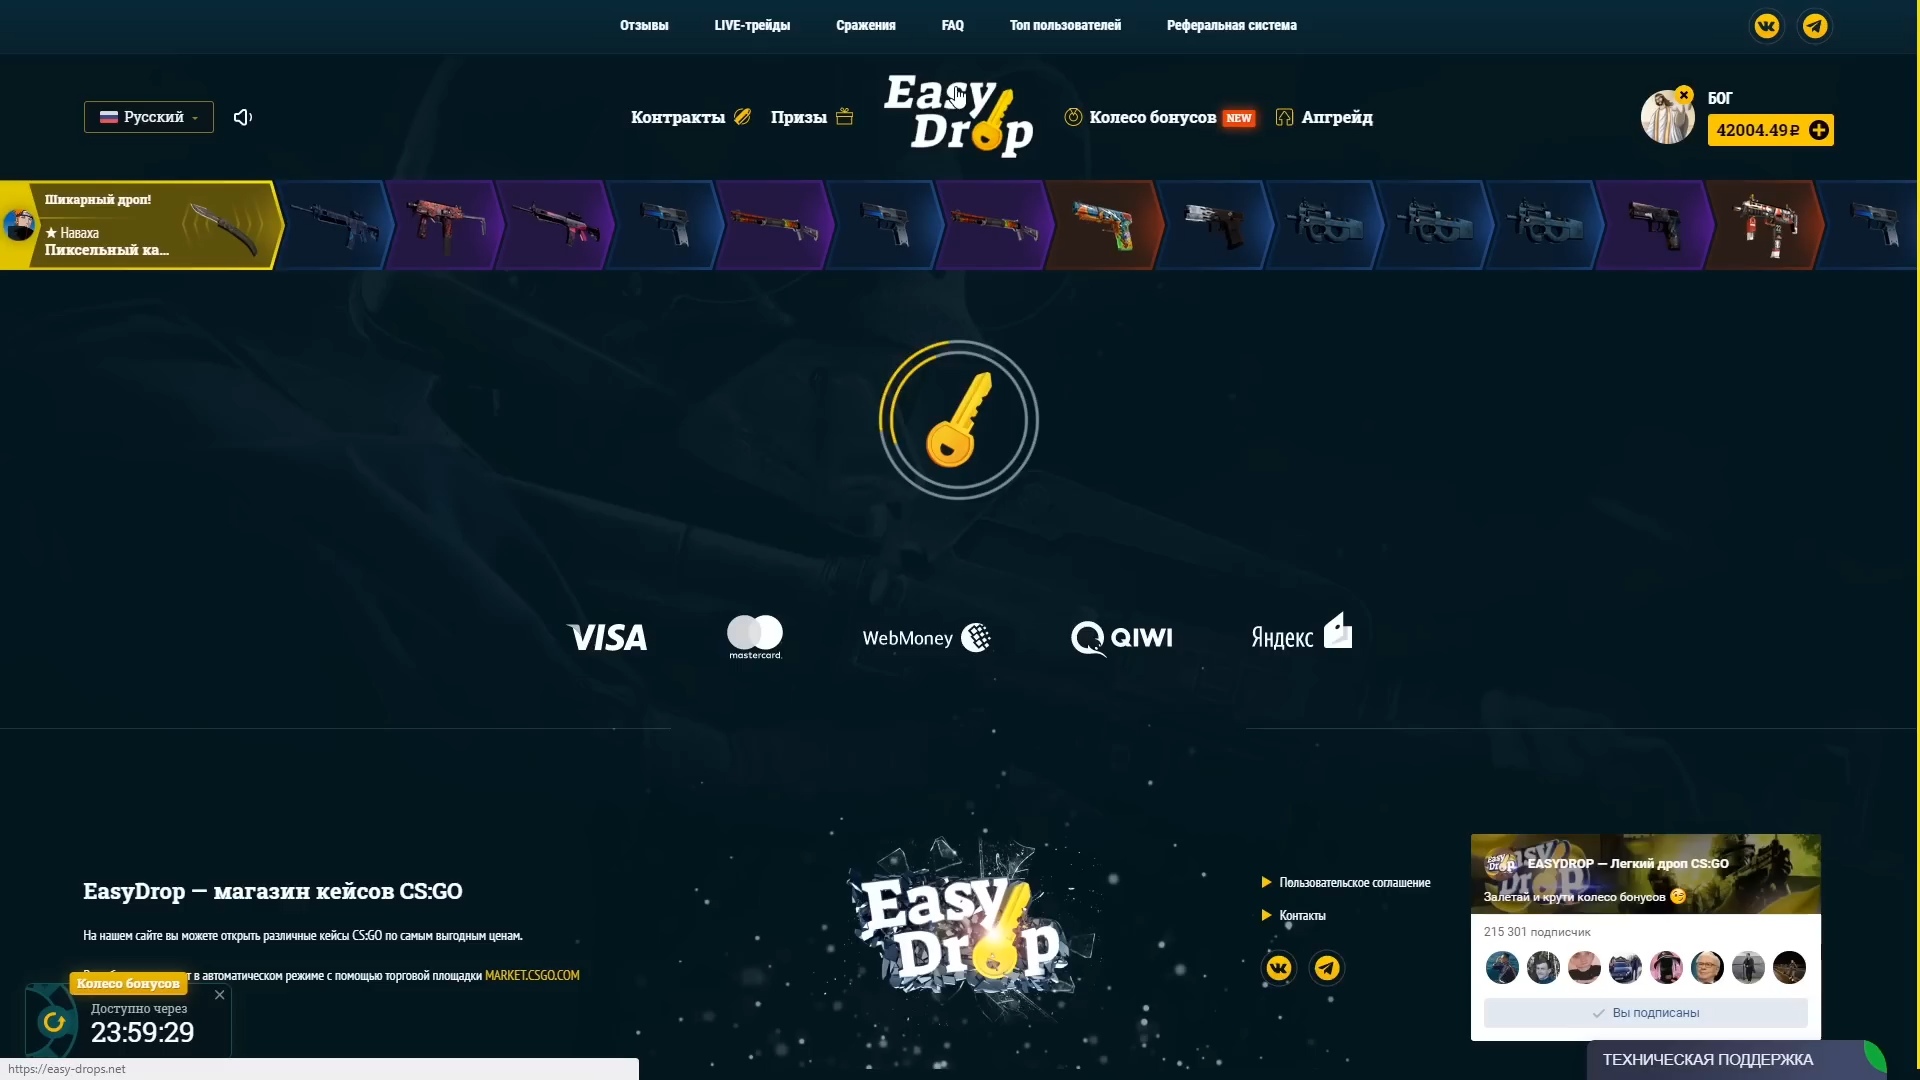 Отзывы
LIVE-трейды
Сражения
FAQ
Топ пользователей
Реферальная система
Русский
Контракты
Призы
Easy
Drop
Колесо бонусов
NEW
Апгрейд
БОГ
42004.49₽
Шикарный дроп!
★ Наваха
Пиксельный ка...
VISA
mastercard.
WebMoney
QIWI
Яндекс
EasyDrop — магазин кейсов CS:GO
На нашем сайте вы можете открыть различные кейсы CS:GO по самым выгодным ценам.
т в автоматическом режиме с помощью торговой площадки MARKET.CSGO.COM
Колесо бонусов
Доступно через
23:59:29
https://easy-drops.net
Easy
Drop
Пользовательское соглашение
Контакты
EASYDROP — Легкий дроп CS:GO
Залетай и крути колесо бонусов
215 301 подписчик
Вы подписаны
ТЕХНИЧЕСКАЯ ПОДДЕРЖКА